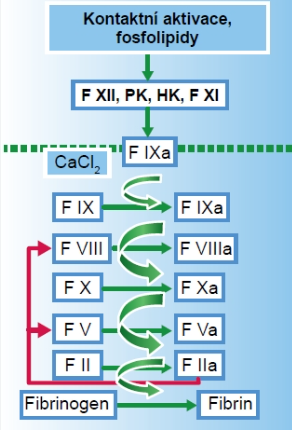 Kontaktní aktivace,
fosfolipidy
F XII, PK, HK, F XI
F IXa
CaCl₂
F IX F IXa
F VIII F VIIIa
F X F Xa
F V F Va
F II F IIa
Fibrinogen Fibrin